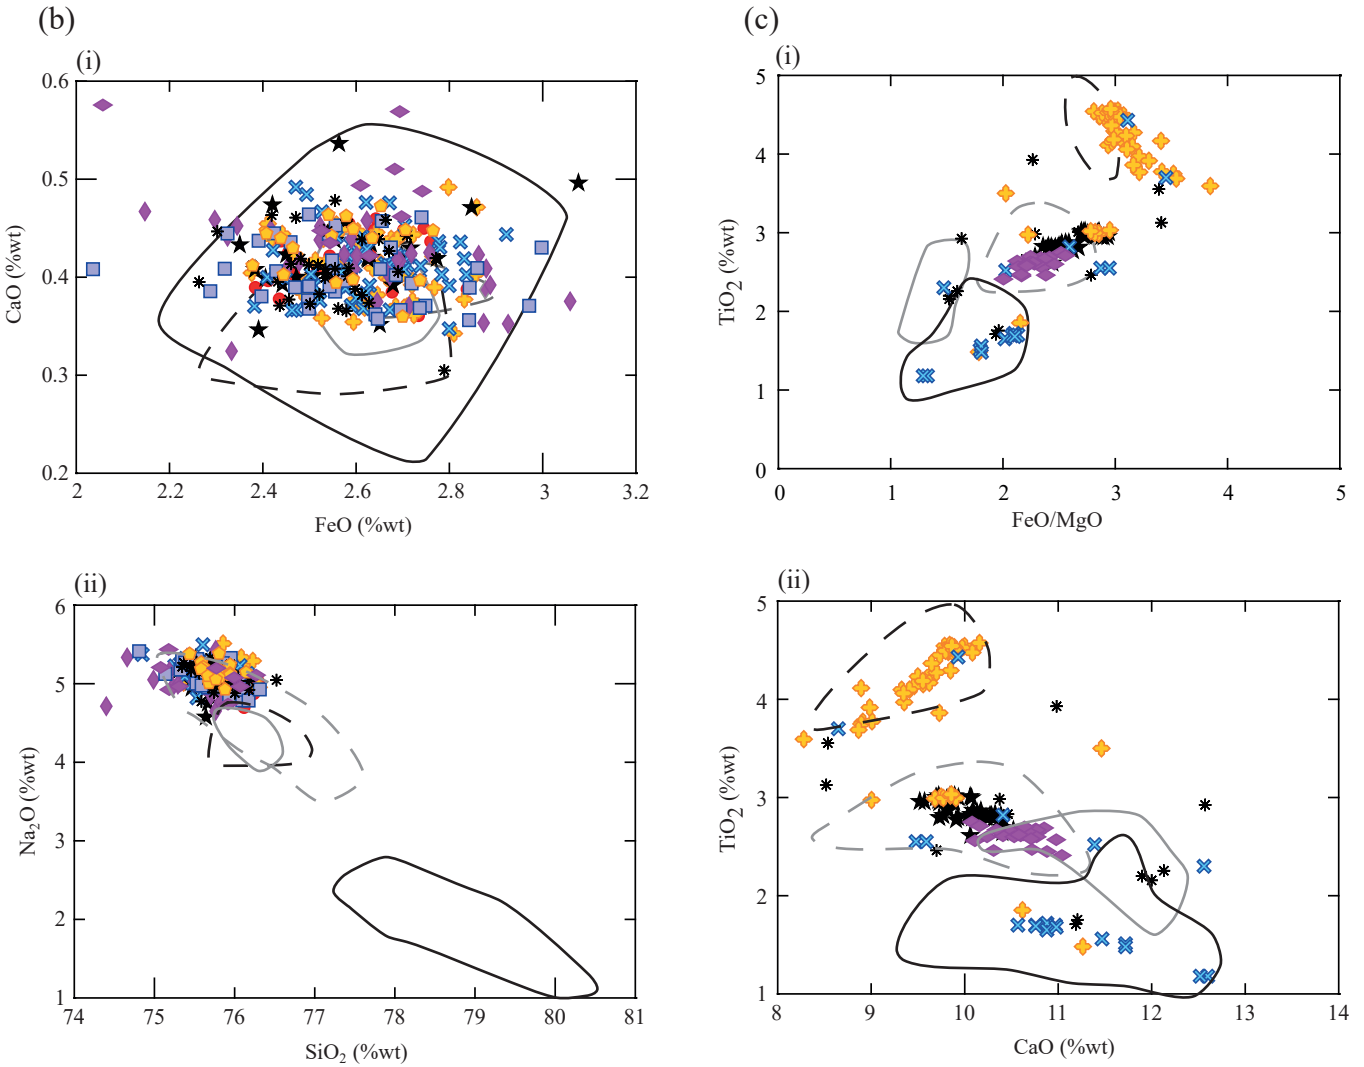 (b)
(i)
0.6
0.5
0.4
0.3
0.2
CaO (%wt)
2 2.2 2.4 2.6 2.8 3 3.2
FeO (%wt)
(c)
(i)
5
4
3
2
1
0
TiO2 (%wt)
0 1 2 3 4 5
FeO/MgO
(ii)
6
5
4
3
2
1
Na2O (%wt)
74 75 76 77 78 79 80 81
SiO2 (%wt)
(ii)
5
4
3
2
1
TiO2 (%wt)
8 9 10 11 12 13 14
CaO (%wt)